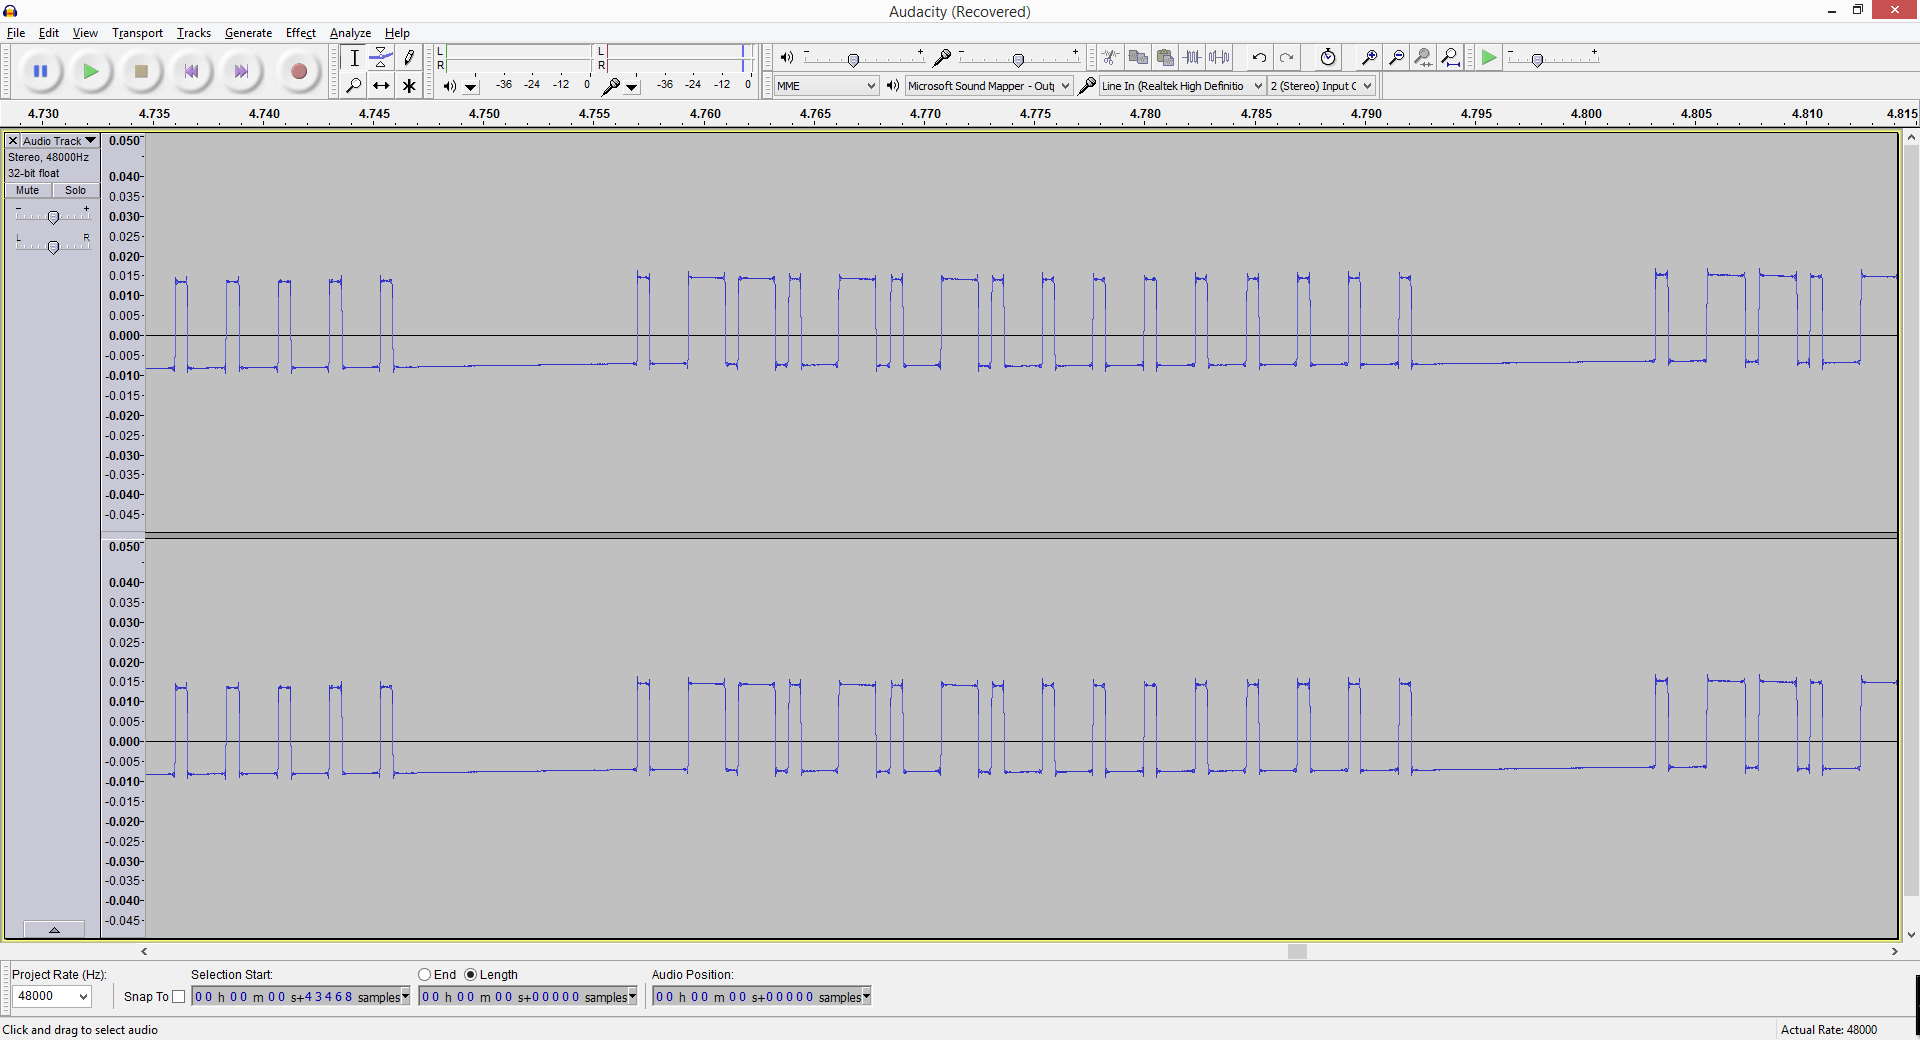 Audacity (Recovered)
File Edit View Transport Tracks Generate Effect Analyze Help
L R L R
-36 -24 -12 0 -36 -24 -12 0
MME Microsoft Sound Mapper - Outp Line In (Realtek High Definitio 2 (Stereo) Input C
4.730 4.735 4.740 4.745 4.750 4.755 4.760 4.765 4.770 4.775 4.780 4.785 4.790 4.795 4.800 4.805 4.810 4.815
Audio Track
Stereo, 48000Hz
32-bit float
Mute Solo
- +
L R
0.050
0.040
0.035
0.030
0.025
0.020
0.015
0.010
0.005
0.000
-0.005
-0.010
-0.015
-0.020
-0.025
-0.030
-0.035
-0.040
-0.045
0.050
0.040
0.035
0.030
0.025
0.020
0.015
0.010
0.005
0.000
-0.005
-0.010
-0.015
-0.020
-0.025
-0.030
-0.035
-0.040
-0.045
Project Rate (Hz): Selection Start: End Length Audio Position:
48000 Snap To 00 h 00 m 00 s+43468 samples 00 h 00 m 00 s+00000 samples 00 h 00 m 00 s+00000 samples
Click and drag to select audio Actual Rate: 48000